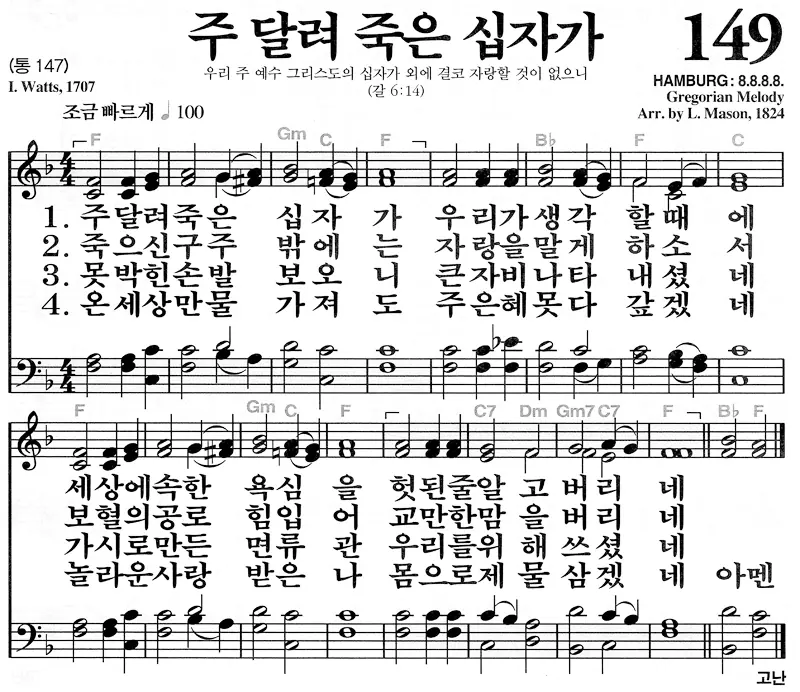 주 달려 죽은 십자가 149
(통 147)
우리 주 예수 그리스도의 십자가 외에 결코 자랑할 것이 없으니
HAMBURG: 8.8.8.8.
I. Watts, 1707
(갈 6:14)
Gregorian Melody
조금 빠르게 ♩ 100
Arr. by L. Mason, 1824
F Gm C F B♭ C F C
1. 주달려죽은 십자 가 우리가생각 할때 에
2. 죽으신구주 밖에 는 자랑을말게 하소 서
3. 못박힌손발 보오 니 큰자비나타 내셨 네
4. 온세상만물 가져 도 주은혜못다 갚겠 네
F Gm C F C7 Dm Gm7 C7 F B♭ F
세상에속한 욕심 을 헛된줄알 고 버리 네
보혈의공로 힘입 어 교만한맘 을 버리 네
가시로만든 면류 관 우리를위 해 쓰셨 네
놀라운사랑 받은 나 몸으로제 물 삼겠 네 아멘
고난